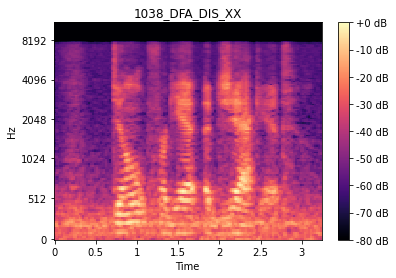 1038_DFA_DIS_XX
+0 dB
8192
-10 dB
4096
-20 dB
-30 dB
Hz
2048
-40 dB
1024
-50 dB
-60 dB
512
-70 dB
0
-80 dB
0 0.5 1 1.5 2 2.5 3
Time